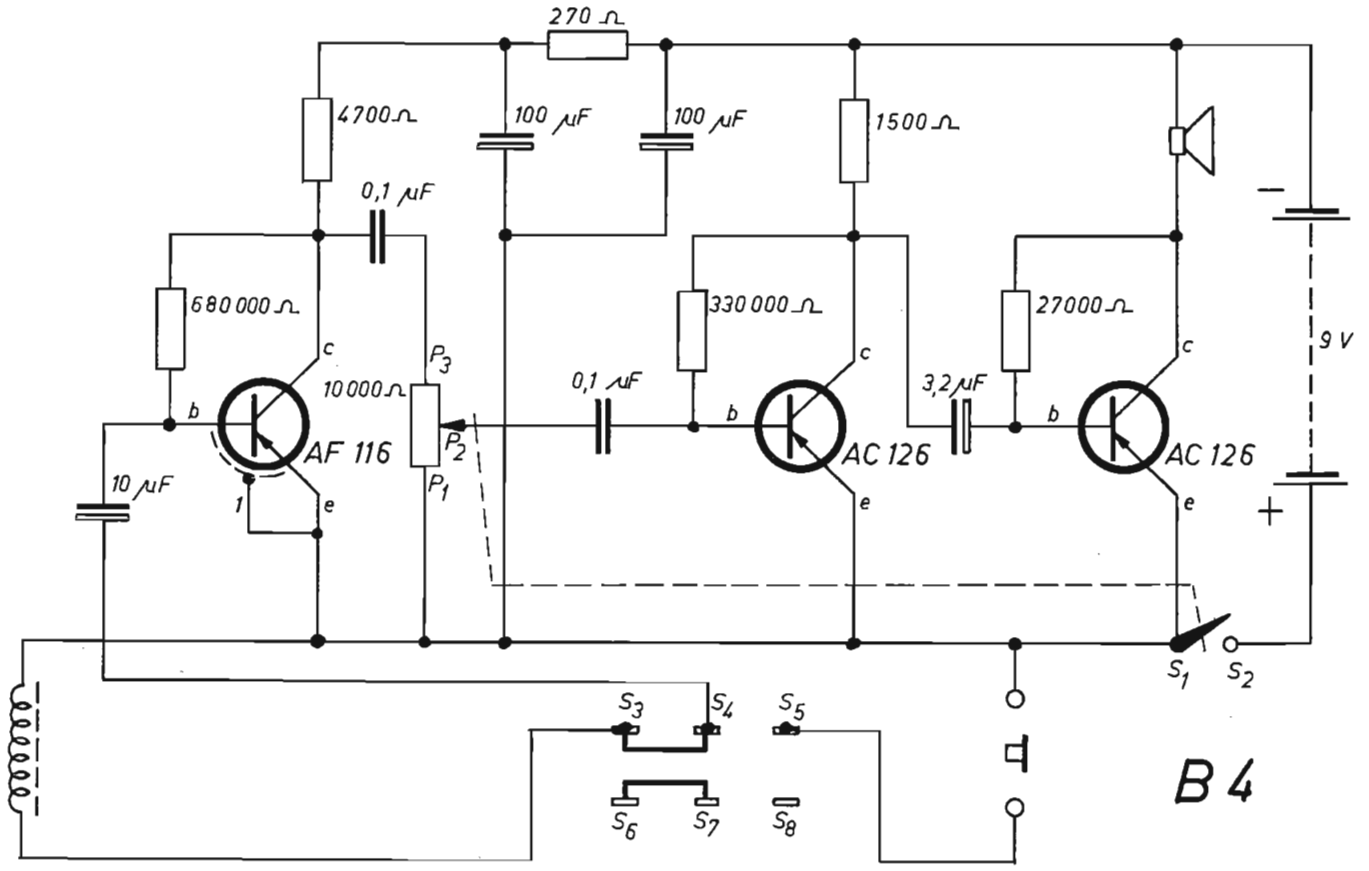 270 Ω
4700 Ω
100 µF
100 µF
1500 Ω
0,1 µF
−
680 000 Ω
330 000 Ω
27000 Ω
9 V
c
c
c
P3
10 000 Ω
0,1 µF
3,2 µF
b
P2
b
b
AF 116
AC 126
AC 126
10 µF
P1
1
e
e
e
+
S1
S2
S3
S4
S5
B 4
S6
S7
S8